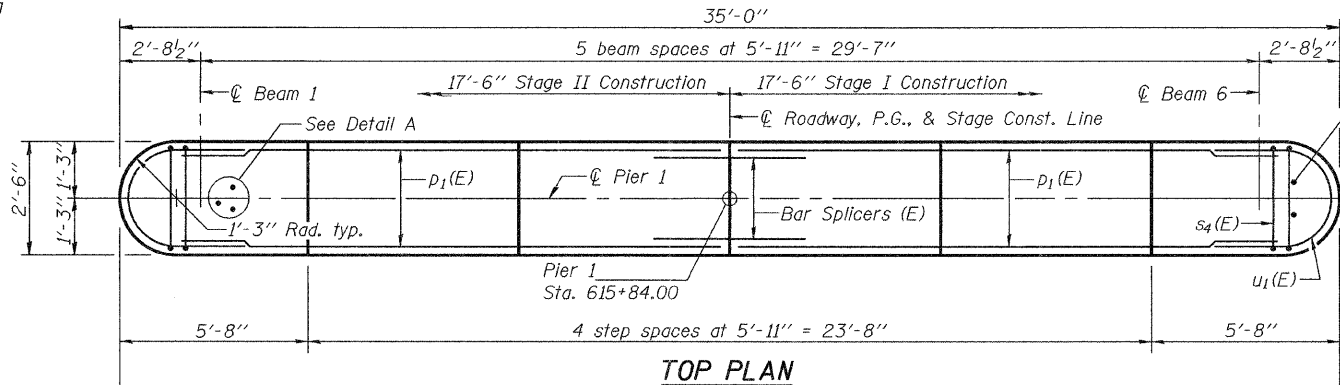 35'-0"
2'-8½"
5 beam spaces at 5'-11" = 29'-7"
2'-8½"
17'-6" Stage II Construction
17'-6" Stage I Construction
℄ Beam 1
℄ Beam 6
See Detail A
℄ Roadway, P.G., & Stage Const. Line
2'-6"
1'-3"
1'-3"
p₁(E)
℄ Pier 1
p₁(E)
Bar Splicers (E)
1'-3" Rad. typ.
s₄(E)
Pier 1
Sta. 615+84.00
u₁(E)
5'-8"
4 step spaces at 5'-11" = 23'-8"
5'-8"
TOP PLAN